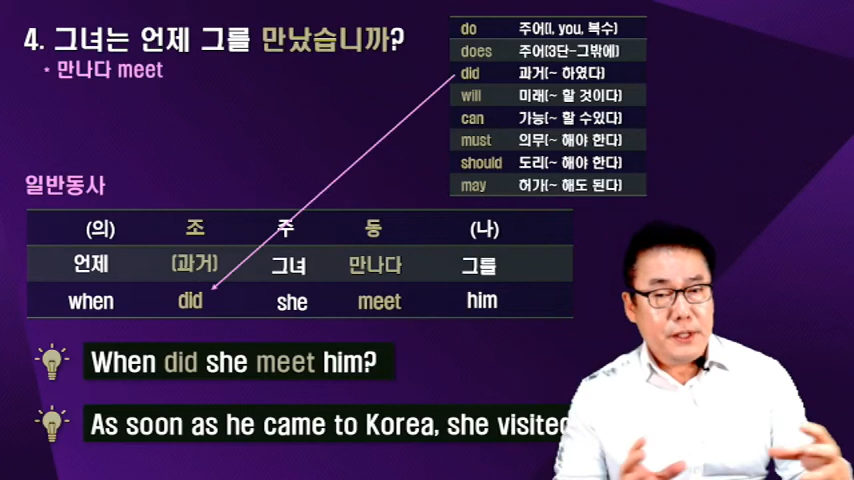 4. 그녀는 언제 그를 만났습니까?
* 만나다 meet
do 주어(I, you, 복수)
does 주어(3단-그밖에)
did 과거(~ 하였다)
will 미래(~ 할 것이다)
can 가능(~ 할 수있다)
must 의무(~ 해야 한다)
should 도리(~ 해야 한다)
may 허가(~ 해도 된다)
일반동사
(의) 조 주 동 (나)
언제 (과거) 그녀 만나다 그를
when did she meet him
When did she meet him?
As soon as he came to Korea, she visited